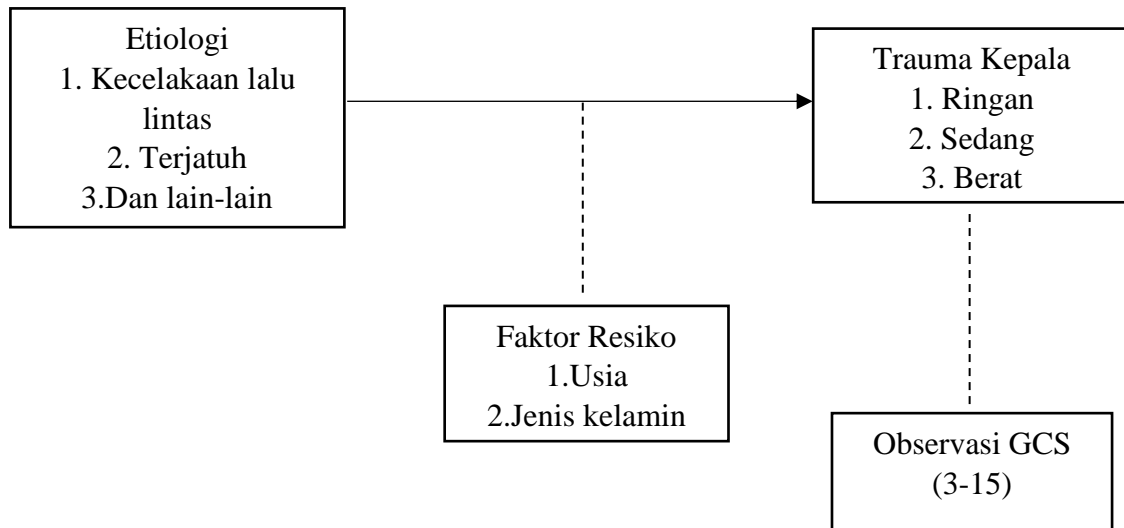 Etiologi
1. Kecelakaan lalu
lintas
2. Terjatuh
3.Dan lain-lain
Trauma Kepala
1. Ringan
2. Sedang
3. Berat
Faktor Resiko
1.Usia
2.Jenis kelamin
Observasi GCS
(3-15)